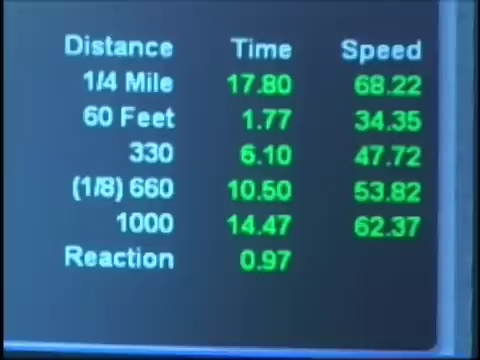 Distance Time Speed
1/4 Mile 17.80 68.22
60 Feet 1.77 34.35
330 6.10 47.72
(1/8) 660 10.50 53.82
1000 14.47 62.37
Reaction 0.97